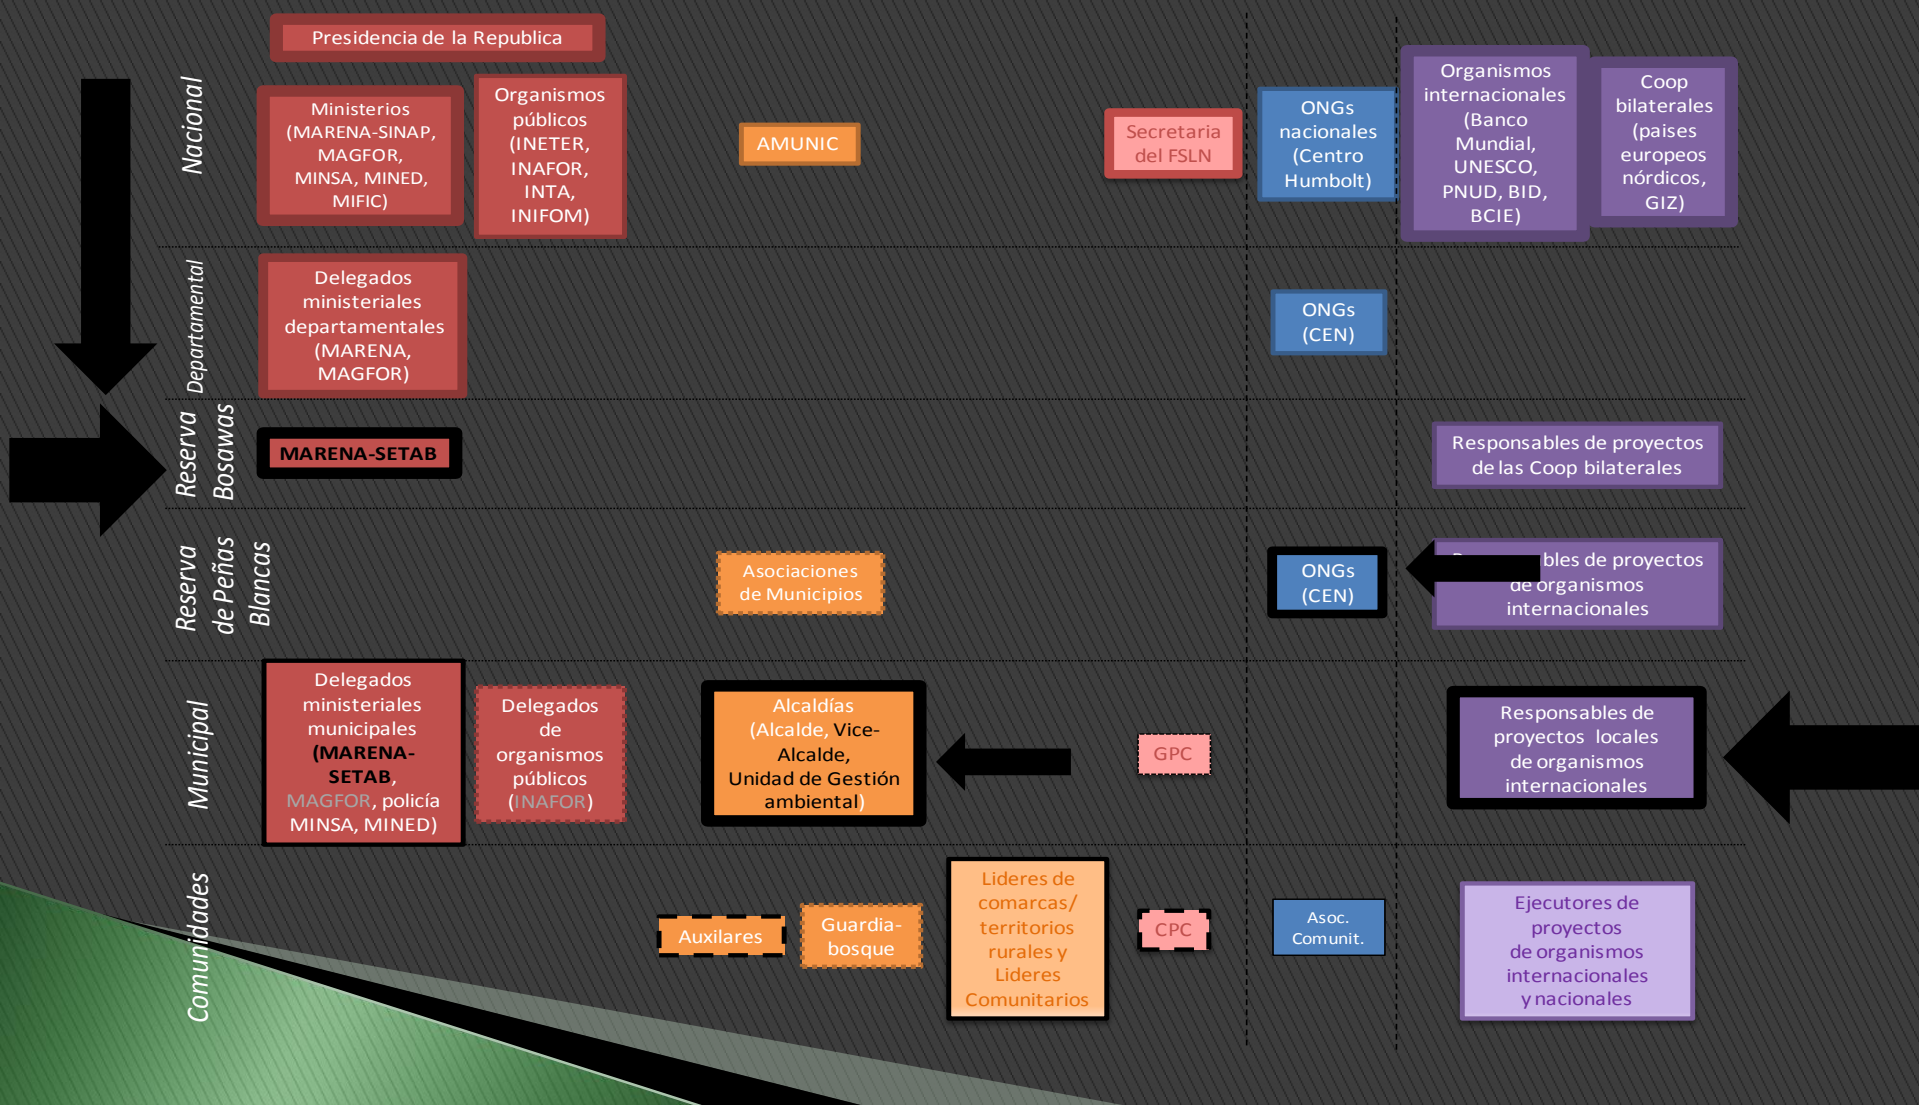 Presidencia de la Republica
Nacional
Ministerios
(MARENA-SINAP,
MAGFOR,
MINSA, MINED,
MIFIC)
Organismos
públicos
(INETER,
INAFOR,
INTA,
INIFOM)
AMUNIC
Secretaria
del FSLN
ONGs
nacionales
(Centro
Humbolt)
Organismos
internacionales
(Banco
Mundial,
UNESCO,
PNUD, BID,
BCIE)
Coop
bilaterales
(paises
europeos
nórdicos,
GIZ)
Departamental
Delegados
ministeriales
departamentales
(MARENA,
MAGFOR)
ONGs
(CEN)
Reserva
Bosawas
MARENA-SETAB
Responsables de proyectos
de las Coop bilaterales
Reserva
de Peñas
Blancas
Asociaciones
de Municipios
ONGs
(CEN)
bles de proyectos
de organismos
internacionales
Municipal
Delegados
ministeriales
municipales
(MARENA-
SETAB,
MAGFOR, policía
MINSA, MINED)
Delegados
de
organismos
públicos
(INAFOR)
Alcaldías
(Alcalde, Vice-
Alcalde,
Unidad de Gestión
ambiental)
GPC
Responsables de
proyectos locales
de organismos
internacionales
Comunidades
Auxilares
Guardia-
bosque
Lideres de
comarcas/
territorios
rurales y
Lideres
Comunitarios
CPC
Asoc.
Comunit.
Ejecutores de
proyectos
de organismos
internacionales
y nacionales